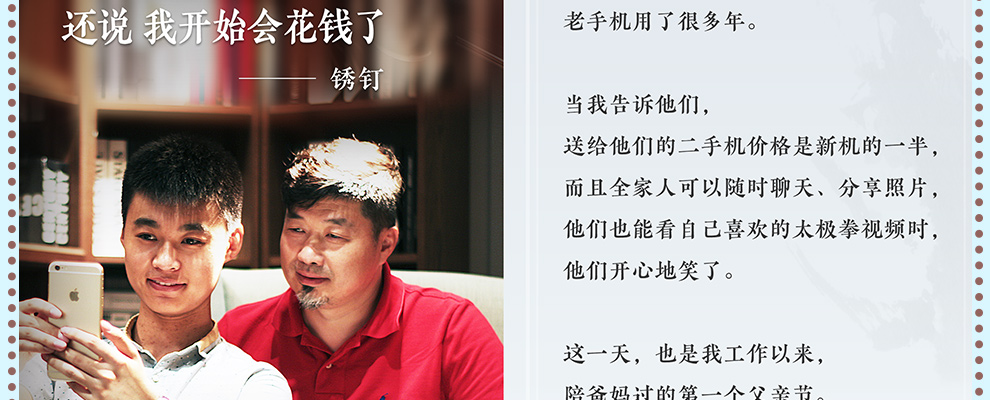 还说 我开始会花钱了
—— 锈钉
老手机用了很多年。
当我告诉他们，
送给他们的二手机价格是新机的一半，
而且全家人可以随时聊天、分享照片，
他们也能看自己喜欢的太极拳视频时，
他们开心地笑了。
这一天，也是我工作以来，
陪爸妈过的第一个父亲节。